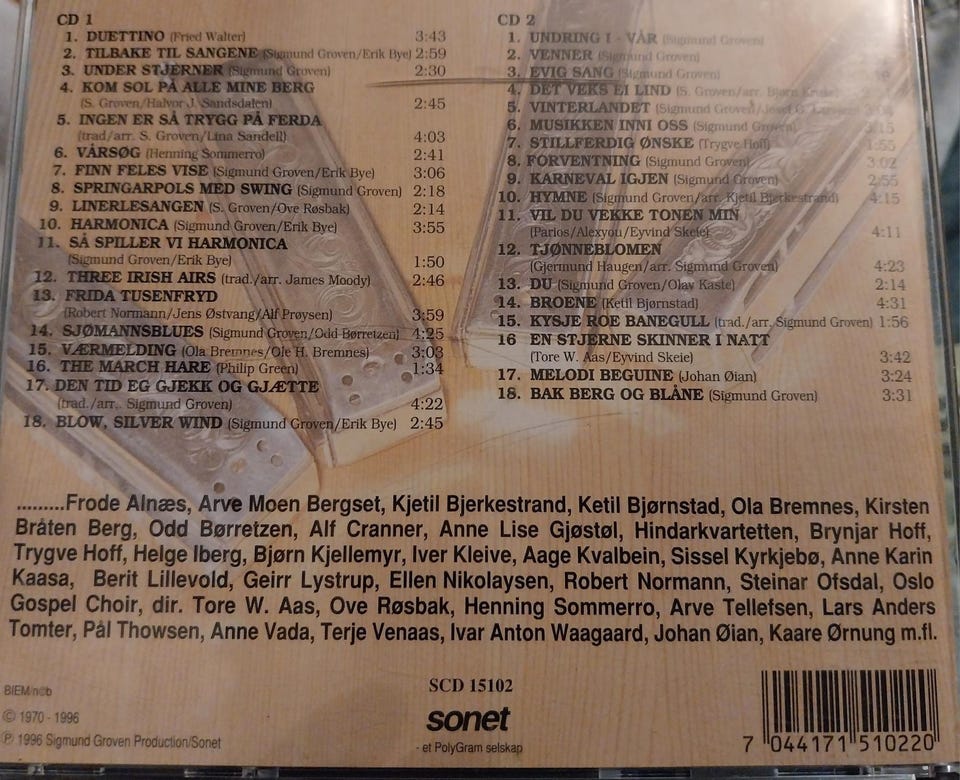 CD 1
1. DUETTINO (Fried Walter) 3:43
2. TILBAKE TIL SANGENE (Sigmund Groven/Erik Bye) 2:59
3. UNDER STJERNER (Sigmund Groven) 2:30
4. KOM SOL PÅ ALLE MINE BERG
(S. Groven/Halvor J. Sandsdalen) 2:45
5. INGEN ER SÅ TRYGG PÅ FERDA
(trad/arr. S. Groven/Lina Sandell) 4:03
6. VÅRSØG (Henning Sommerro) 2:41
7. FINN FELES VISE (Sigmund Groven/Erik Bye) 3:06
8. SPRINGARPOLS MED SWING (Sigmund Groven) 2:18
9. LINERLESANGEN (S. Groven/Ove Røsbak) 2:14
10. HARMONICA (Sigmund Groven/Erik Bye) 3:55
11. SÅ SPILLER VI HARMONICA
(Sigmund Groven/Erik Bye) 1:50
12. THREE IRISH AIRS (trad./arr. James Moody) 2:46
13. FRIDA TUSENFRYD
(Robert Normann/Jens Østvang/Alf Prøysen) 3:59
14. SJØMANNSBLUES (Sigmund Groven/Odd Børretzen) 4:25
15. VÆRMELDING (Ola Bremnes/Ole H. Bremnes) 3:03
16. THE MARCH HARE (Philip Green) 1:34
17. DEN TID EG GJEKK OG GJÆTTE
(trad./arr. Sigmund Groven) 4:22
18. BLOW, SILVER WIND (Sigmund Groven/Erik Bye) 2:45
CD 2
1. UNDRING I - VÅR (Sigmund Groven)
2. VENNER (Sigmund Groven)
3. EVIG SANG (Sigmund Groven)
4. DET VEKS EI LIND (S. Groven/arr. Bjørn
5. VINTERLANDET (Sigmund Groven/
6. MUSIKKEN INNI OSS (Sigmund Groven) 3:15
7. STILLFERDIG ØNSKE (Trygve Hoff) 1:55
8. FORVENTNING (Sigmund Groven) 3:02
9. KARNEVAL IGJEN (Sigmund Groven) 2:55
10. HYMNE (Sigmund Groven/arr. Kjetil Bjerkestrand) 4:15
11. VIL DU VEKKE TONEN MIN
(Parios/Alexyou/Eyvind Skeie) 4:11
12. TJØNNEBLOMEN
(Gjermund Haugen/arr. Sigmund Groven) 4:23
13. DU (Sigmund Groven/Olav Kaste) 2:14
14. BROENE (Ketil Bjørnstad) 4:31
15. KYSJE ROE BANEGULL (trad./arr. Sigmund Groven) 1:56
16 EN STJERNE SKINNER I NATT
(Tore W. Aas/Eyvind Skeie) 3:42
17. MELODI BEGUINE (Johan Øian) 3:24
18. BAK BERG OG BLÅNE (Sigmund Groven) 3:31
.........Frode Alnæs, Arve Moen Bergset, Kjetil Bjerkestrand, Ketil Bjørnstad, Ola Bremnes, Kirsten
Bråten Berg, Odd Børretzen, Alf Cranner, Anne Lise Gjøstøl, Hindarkvartetten, Brynjar Hoff,
Trygve Hoff, Helge Iberg, Bjørn Kjellemyr, Iver Kleive, Aage Kvalbein, Sissel Kyrkjebø, Anne Karin
Kaasa, Berit Lillevold, Geirr Lystrup, Ellen Nikolaysen, Robert Normann, Steinar Ofsdal, Oslo
Gospel Choir, dir. Tore W. Aas, Ove Røsbak, Henning Sommerro, Arve Tellefsen, Lars Anders
Tomter, Pål Thowsen, Anne Vada, Terje Venaas, Ivar Anton Waagaard, Johan Øian, Kaare Ørnung m.fl.
BIEM/n©b
© 1970 - 1996
℗ 1996 Sigmund Groven Production/Sonet
SCD 15102
sonet
- et PolyGram selskap
7 044171 510220